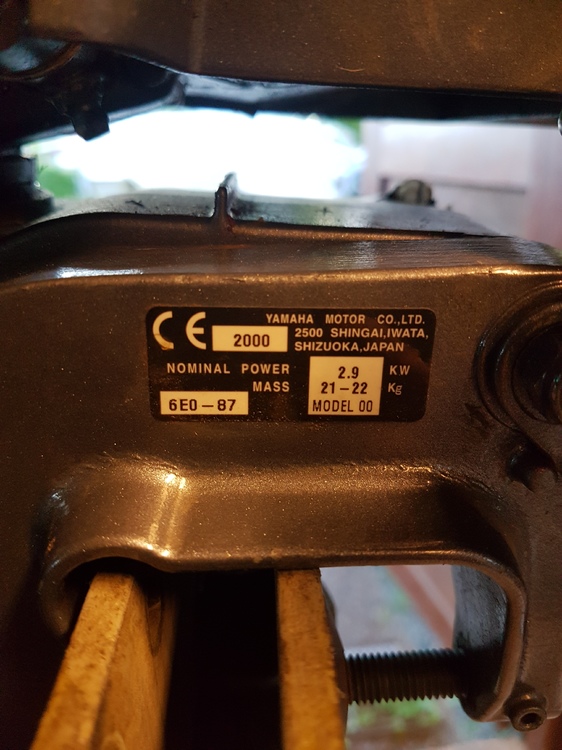 CE 2000 YAMAHA MOTOR CO.,LTD.
2500 SHINGAI,IWATA,
SHIZUOKA,JAPAN
NOMINAL POWER 2.9 KW
MASS 21-22 Kg
6E0-87 MODEL 00